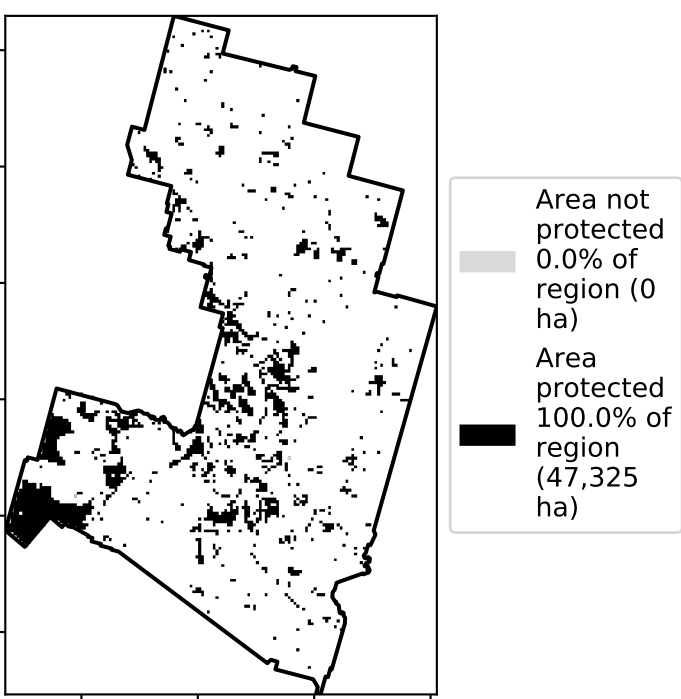 Area not
protected
0.0% of
region (0
ha)
Area
protected
100.0% of
region
(47,325
ha)